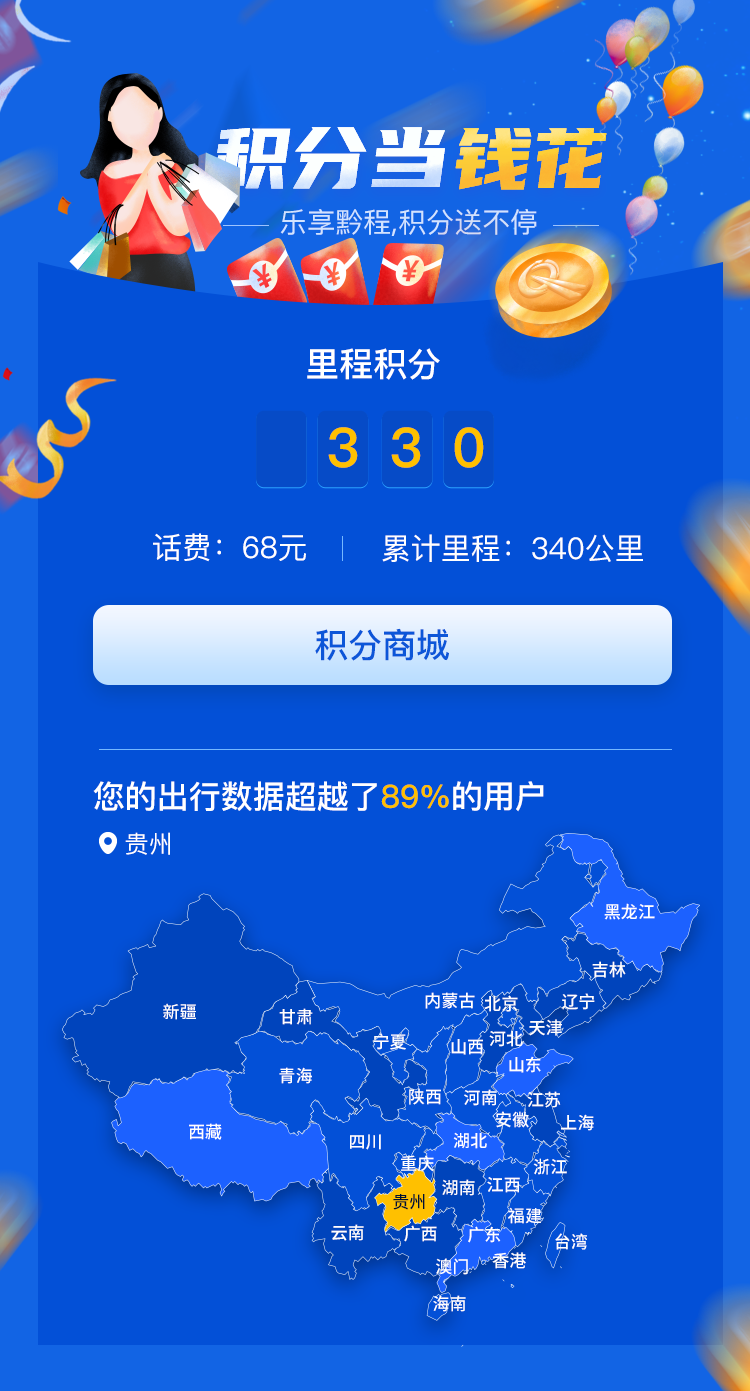 积分当钱花
乐享黔程,积分送不停
里程积分
330
话费：68元
累计里程：340公里
积分商城
您的出行数据超越了89%的用户
贵州
黑龙江
吉林
内蒙古
北京
辽宁
新疆
甘肃
天津
宁夏
山西
河北
山东
青海
陕西
河南
江苏
安徽
上海
西藏
四川
湖北
重庆
浙江
湖南
江西
贵州
福建
云南
广西
广东
台湾
澳门
香港
海南